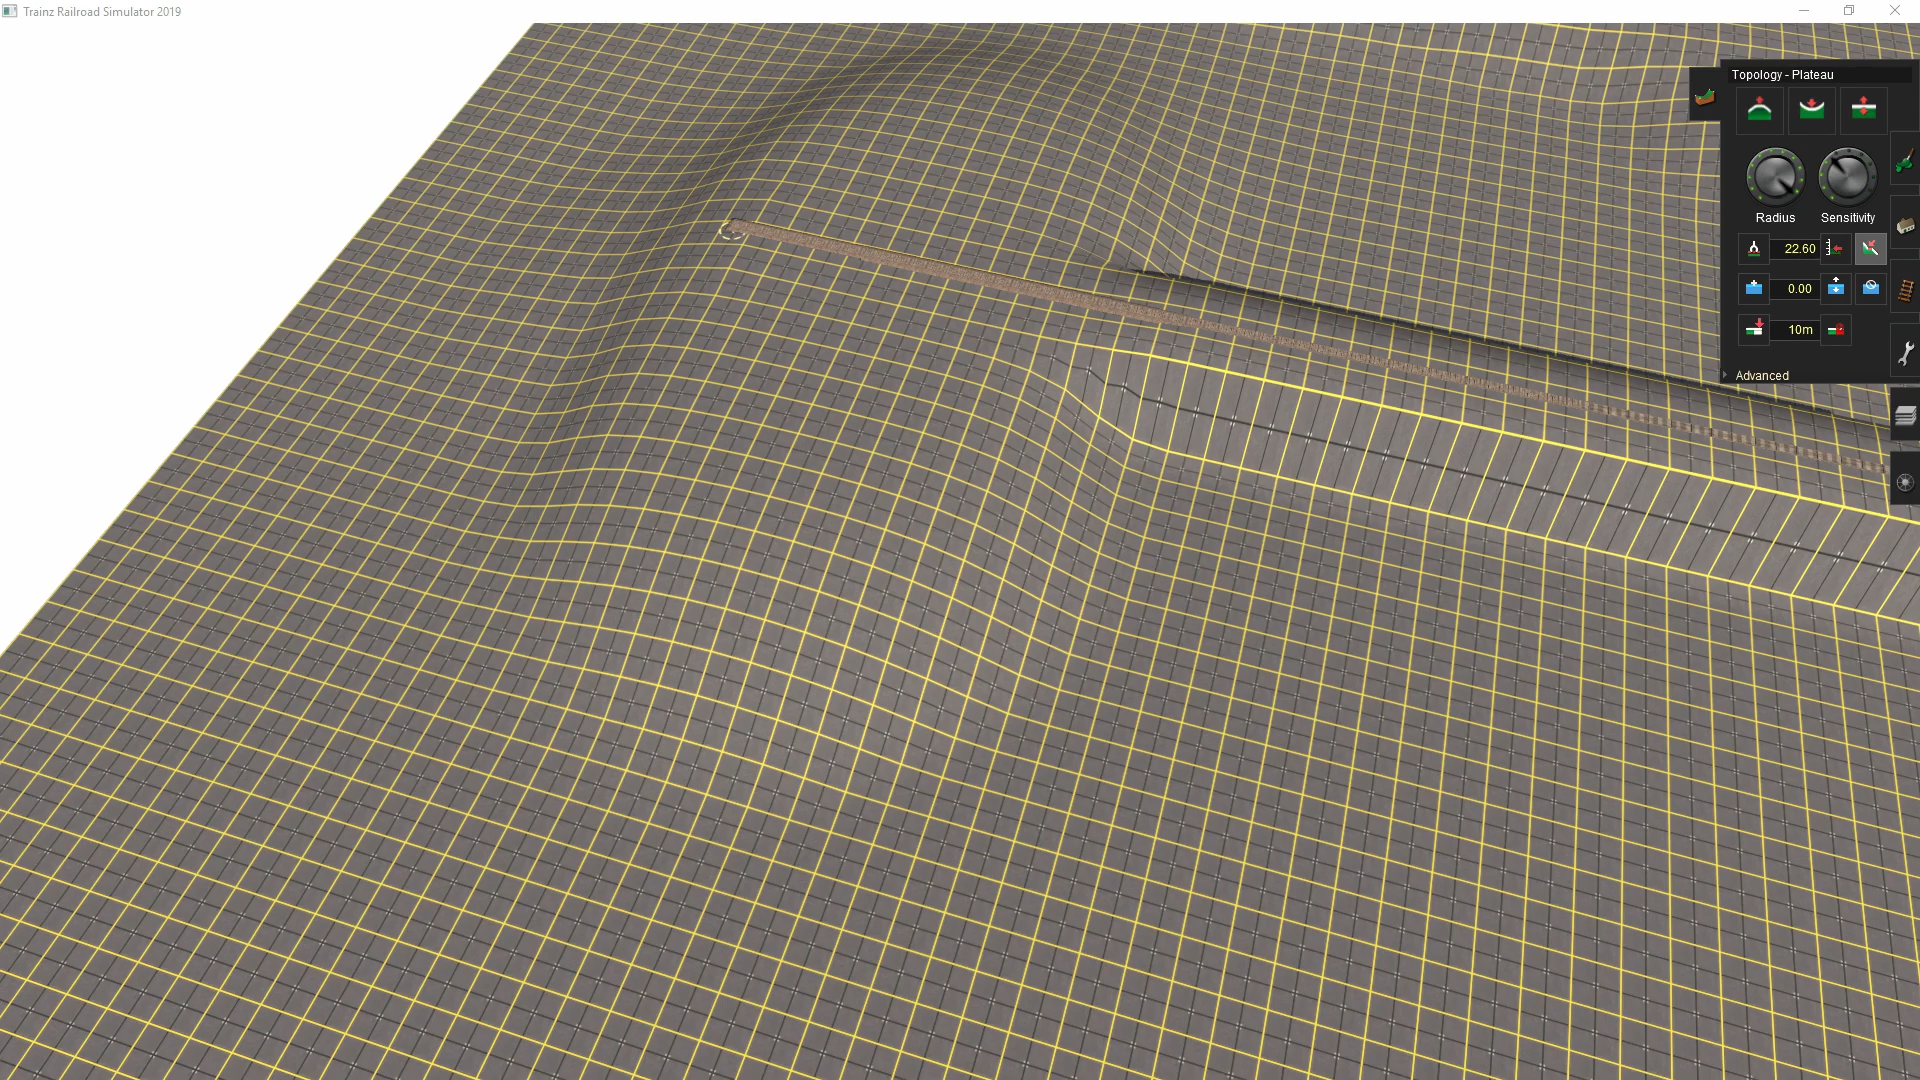 Trainz Railroad Simulator 2019
Topology - Plateau
Radius Sensitivity
22.60
0.00
10m
Advanced